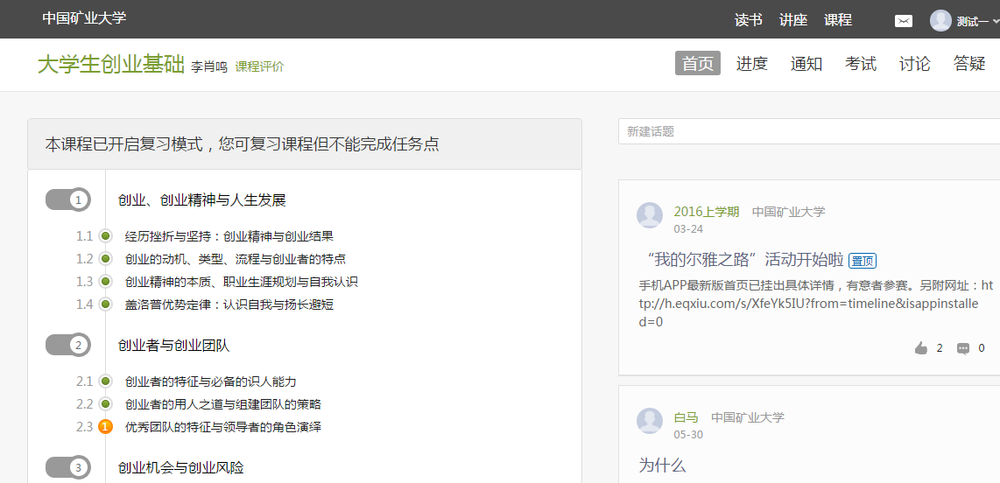 中国矿业大学
读书 讲座 课程 测试一
大学生创业基础 李肖鸣 课程评价
首页 进度 通知 考试 讨论 答疑
本课程已开启复习模式，您可复习课程但不能完成任务点
1 创业、创业精神与人生发展
1.1 经历挫折与坚持：创业精神与创业结果
1.2 创业的动机、类型、流程与创业者的特点
1.3 创业精神的本质、职业生涯规划与自我认识
1.4 盖洛普优势定律：认识自我与扬长避短
2 创业者与创业团队
2.1 创业者的特征与必备的识人能力
2.2 创业者的用人之道与组建团队的策略
2.3 1 优秀团队的特征与领导者的角色演绎
3 创业机会与创业风险
新建话题
2016上学期 中国矿业大学
03-24
“我的尔雅之路”活动开始啦 置顶
手机APP最新版首页已挂出具体详情，有意者参赛。另附网址：ht
tp://h.eqxiu.com/s/XfeYk5IU?from=timeline&isappinstalle
d=0
2 0
白马 中国矿业大学
05-30
为什么